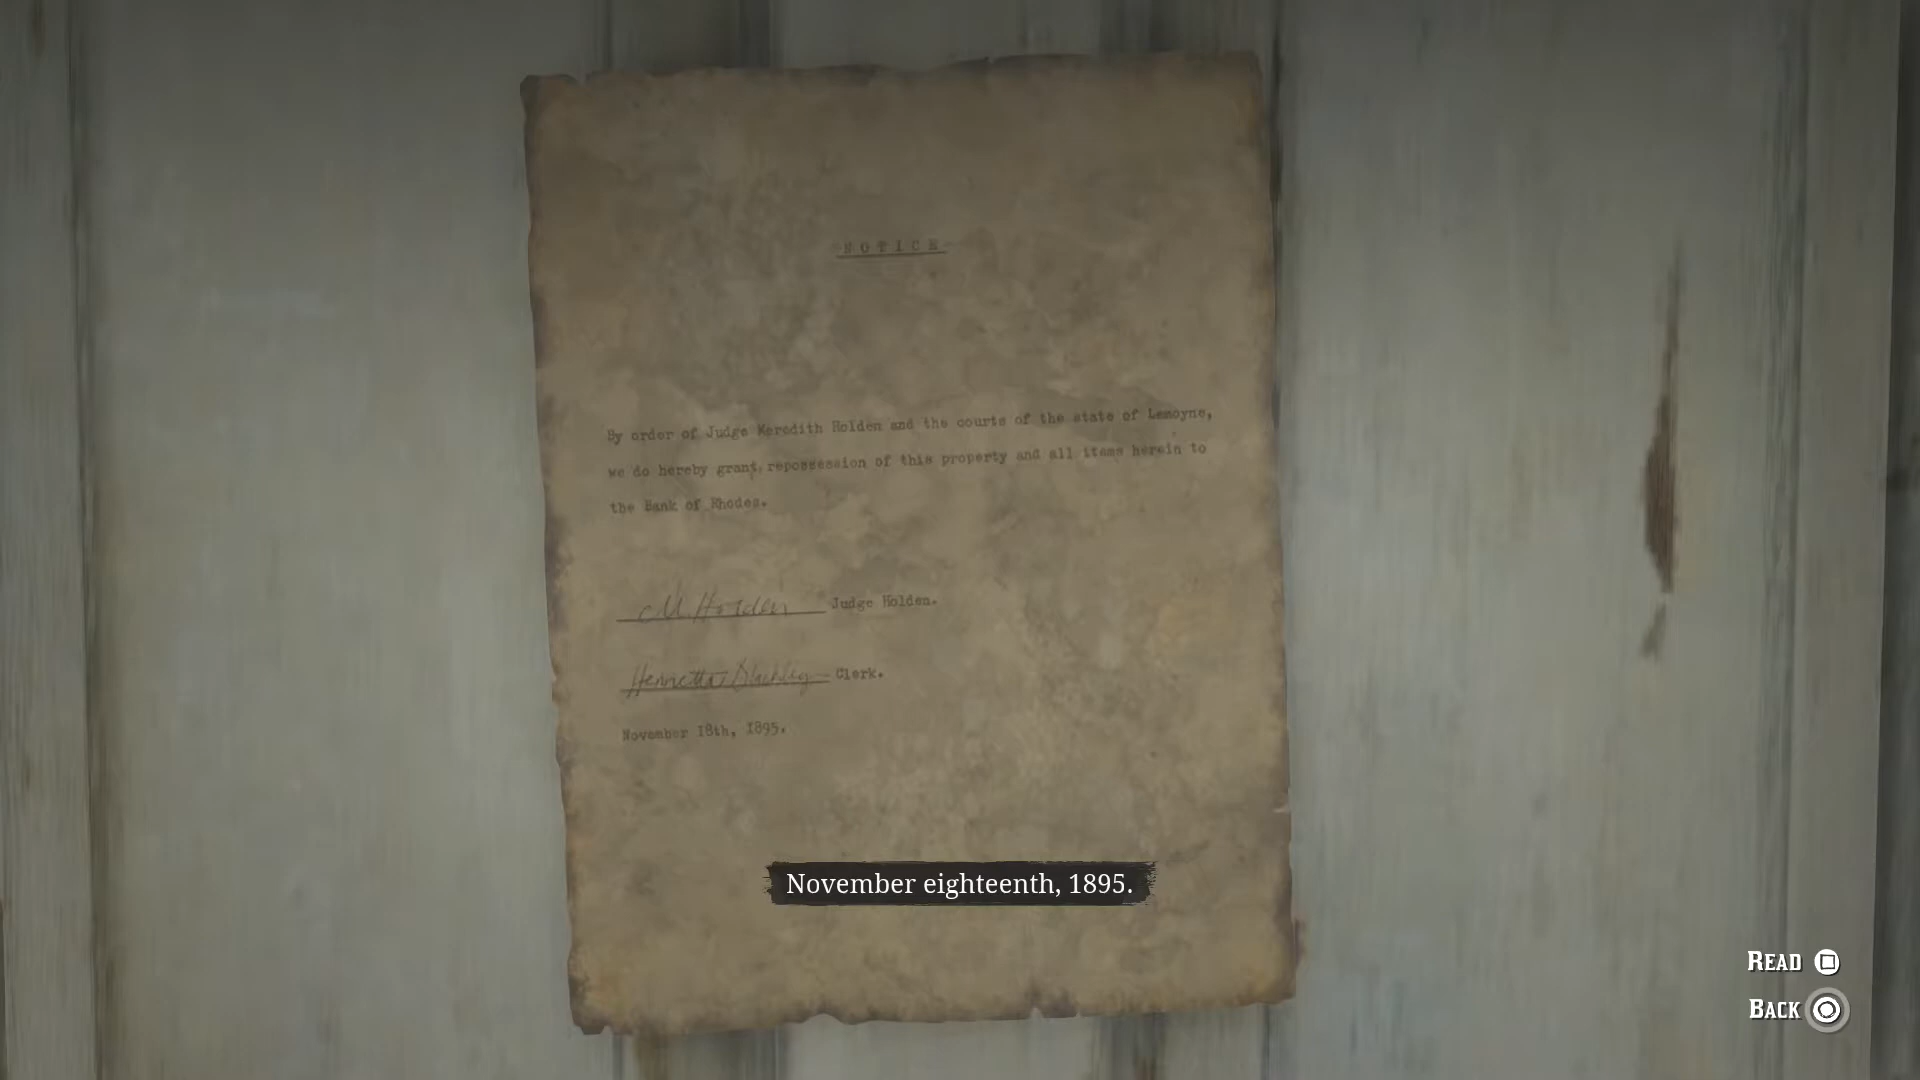 NOTICE
By order of Judge Meredith Holden and the courts of the state of Lemoyne,
we do hereby grant repossession of this property and all items herein to
the Bank of Rhodes.
M. Holden Judge Holden.
Henrietta Clerk.
November 18th, 1895.
November eighteenth, 1895.
READ
BACK